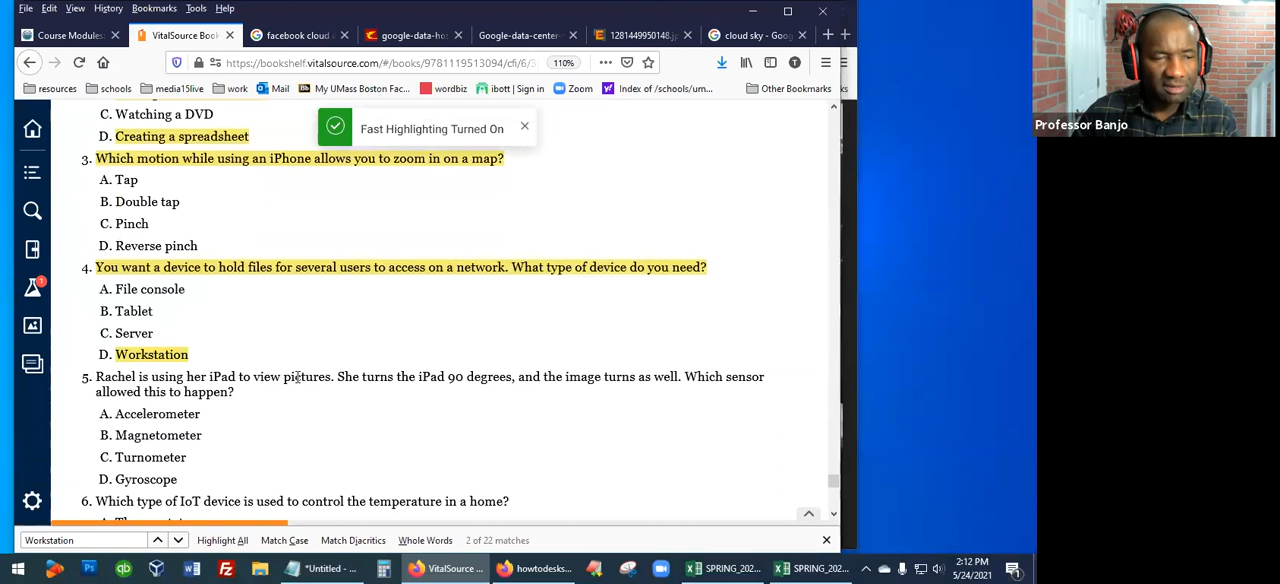 File Edit View History Bookmarks Tools Help
Course Modules: VitalSource Boo facebook cloud google-data-ho Google-data-center 1281449950148.j cloud sky - Goo
https://bookshelf.vitalsource.com/#/books/9781119513094/cfi/6/3 110%
resources schools media15live work Mail My UMass Boston Fac... wordbiz ibott | Sign in Zoom Index of /schools/um... Other Bookmarks
Fast Highlighting Turned On
C. Watching a DVD
D. Creating a spreadsheet
3. Which motion while using an iPhone allows you to zoom in on a map?
A. Tap
B. Double tap
C. Pinch
D. Reverse pinch
4. You want a device to hold files for several users to access on a network. What type of device do you need?
A. File console
B. Tablet
C. Server
D. Workstation
5. Rachel is using her iPad to view pictures. She turns the iPad 90 degrees, and the image turns as well. Which sensor
allowed this to happen?
A. Accelerometer
B. Magnetometer
C. Turnometer
D. Gyroscope
6. Which type of IoT device is used to control the temperature in a home?
Workstation Highlight All Match Case Match Diacritics Whole Words 2 of 22 matches
*Untitled - ... VitalSource ... howtodesks... SPRING_202... SPRING_202... 2:12 PM
5/24/2021
Professor Banjo